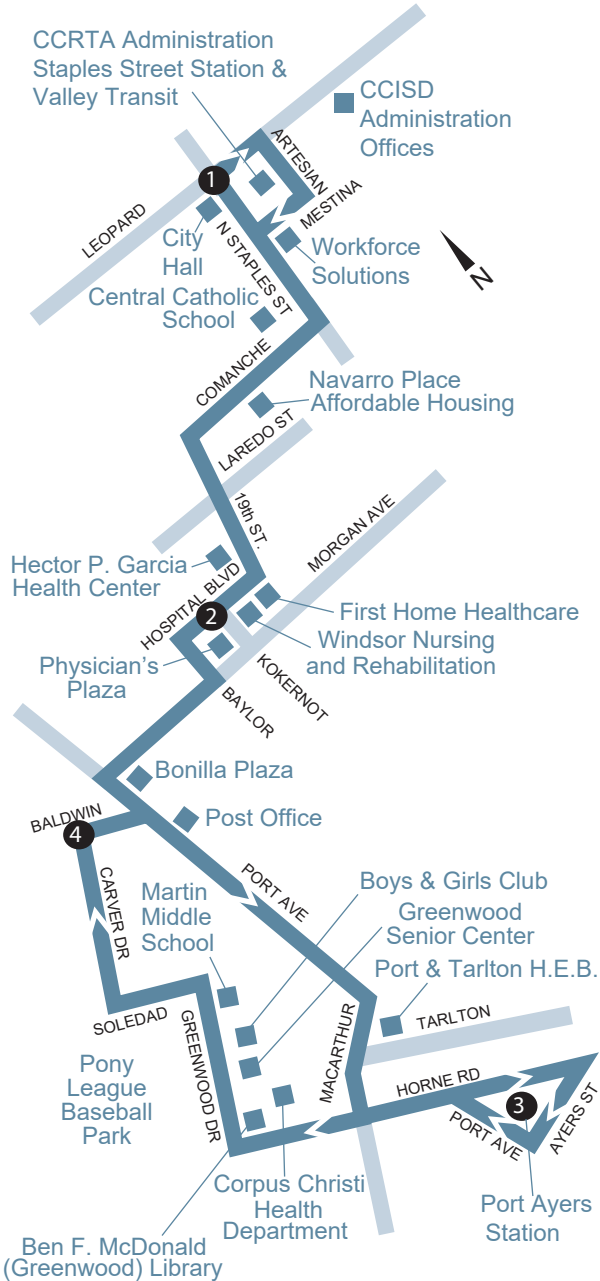 CCRTA Administration
Staples Street Station &
Valley Transit
CCISD
Administration
Offices
ARTESIAN
MESTINA
1
LEOPARD
City
Hall
N STAPLES ST
Workforce
Solutions
N
Central Catholic
School
COMANCHE
Navarro Place
Affordable Housing
LAREDO ST
19th ST.
MORGAN AVE
Hector P. Garcia
Health Center
HOSPITAL BLVD
2
First Home Healthcare
Windsor Nursing
and Rehabilitation
Physician's
Plaza
KOKERNOT
BAYLOR
Bonilla Plaza
Post Office
BALDWIN
4
CARVER DR
PORT AVE
Martin
Middle
School
Boys & Girls Club
Greenwood
Senior Center
Port & Tarlton H.E.B.
TARLTON
SOLEDAD
GREENWOOD DR
MACARTHUR
HORNE RD
Pony
League
Baseball
Park
3
PORT AVE
AYERS ST
Corpus Christi
Health
Department
Port Ayers
Station
Ben F. McDonald
(Greenwood) Library